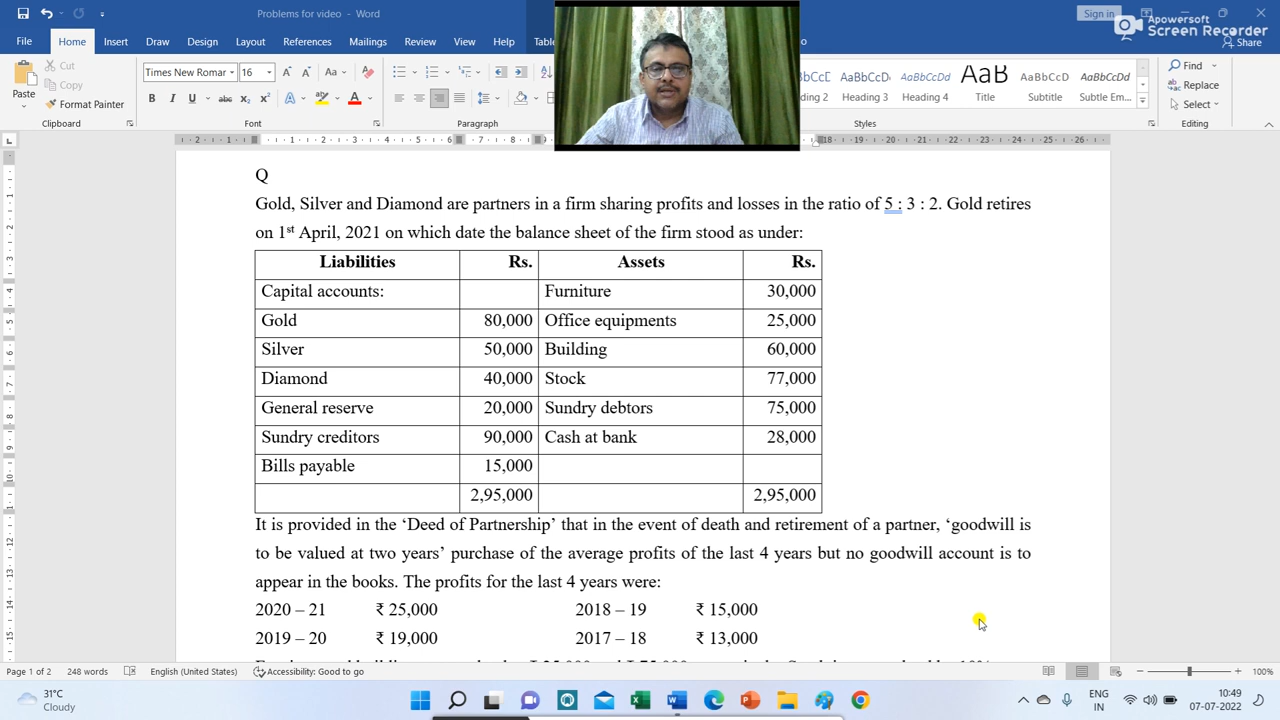 Sign in
Apowersoft
Screen Recorder
File Home Insert Draw Design Layout References Mailings Review View Help
Share
Cut
Copy
Format Painter
Paste
Times New Roman 16
Find
Replace
Select
Heading 3 Heading 4 Title Subtitle Subtle Em...
Clipboard Font Paragraph Styles Editing
Q
Gold, Silver and Diamond are partners in a firm sharing profits and losses in the ratio of 5 : 3 : 2. Gold retires
on 1st April, 2021 on which date the balance sheet of the firm stood as under:
Liabilities Rs. Assets Rs.
Capital accounts: Furniture 30,000
Gold 80,000 Office equipments 25,000
Silver 50,000 Building 60,000
Diamond 40,000 Stock 77,000
General reserve 20,000 Sundry debtors 75,000
Sundry creditors 90,000 Cash at bank 28,000
Bills payable 15,000
2,95,000 2,95,000
It is provided in the ‘Deed of Partnership’ that in the event of death and retirement of a partner, ‘goodwill is
to be valued at two years’ purchase of the average profits of the last 4 years but no goodwill account is to
appear in the books. The profits for the last 4 years were:
2020 – 21 ₹ 25,000 2018 – 19 ₹ 15,000
2019 – 20 ₹ 19,000 2017 – 18 ₹ 13,000
Page 1 of 2 248 words English (United States) Accessibility: Good to go 100%
31°C
Cloudy
ENG
IN
10:49
07-07-2022